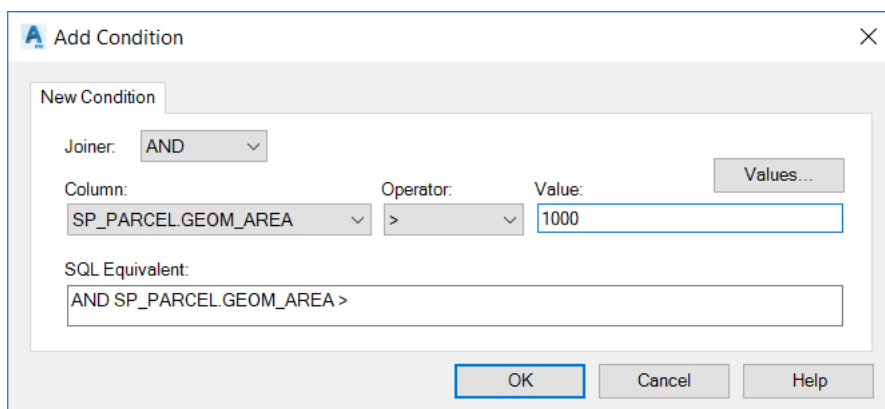 Add Condition
New Condition
Joiner: AND
Values...
Column: Operator: Value:
SP_PARCEL.GEOM_AREA > 1000
SQL Equivalent:
AND SP_PARCEL.GEOM_AREA >
OK Cancel Help